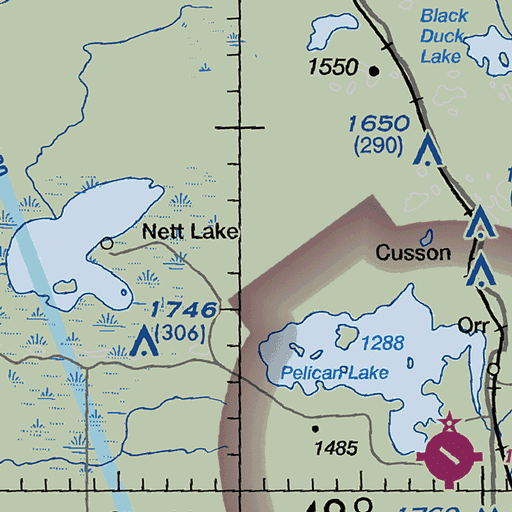 Black
Duck
Lake
1550
1650
(290)
Nett Lake
Cusson
1746
(306)
Orr
1288
Pelican Lake
1485